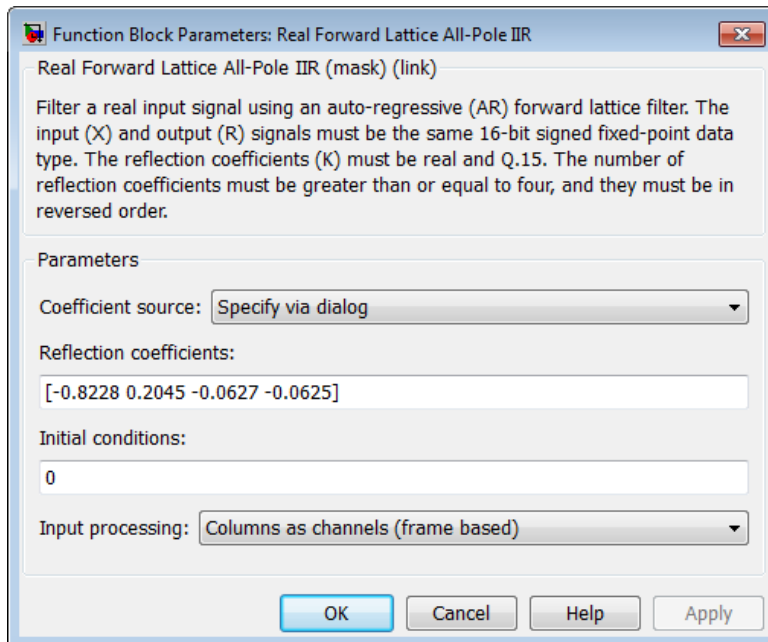 Function Block Parameters: Real Forward Lattice All-Pole IIR
Real Forward Lattice All-Pole IIR (mask) (link)
Filter a real input signal using an auto-regressive (AR) forward lattice filter. The
input (X) and output (R) signals must be the same 16-bit signed fixed-point data
type. The reflection coefficients (K) must be real and Q.15. The number of
reflection coefficients must be greater than or equal to four, and they must be in
reversed order.
Parameters
Coefficient source: Specify via dialog
Reflection coefficients:
[-0.8228 0.2045 -0.0627 -0.0625]
Initial conditions:
0
Input processing: Columns as channels (frame based)
OK Cancel Help Apply